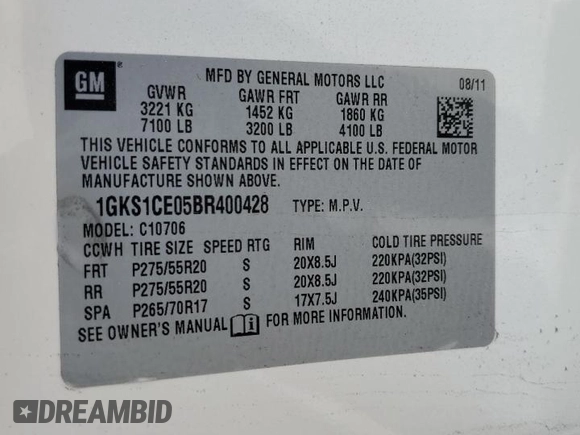 GM
MFD BY GENERAL MOTORS LLC
08/11
GVWR GAWR FRT GAWR RR
3221 KG 1452 KG 1860 KG
7100 LB 3200 LB 4100 LB
THIS VEHICLE CONFORMS TO ALL APPLICABLE U.S. FEDERAL MOTOR
VEHICLE SAFETY STANDARDS IN EFFECT ON THE DATE OF
MANUFACTURE SHOWN ABOVE.
1GKS1CE05BR400428 TYPE: M.P.V.
MODEL: C10706
CCWH TIRE SIZE SPEED RTG RIM COLD TIRE PRESSURE
FRT P275/55R20 S 20X8.5J 220KPA(32PSI)
RR P275/55R20 S 20X8.5J 220KPA(32PSI)
SPA P265/70R17 S 17X7.5J 240KPA(35PSI)
SEE OWNER'S MANUAL FOR MORE INFORMATION.
DREAMBID